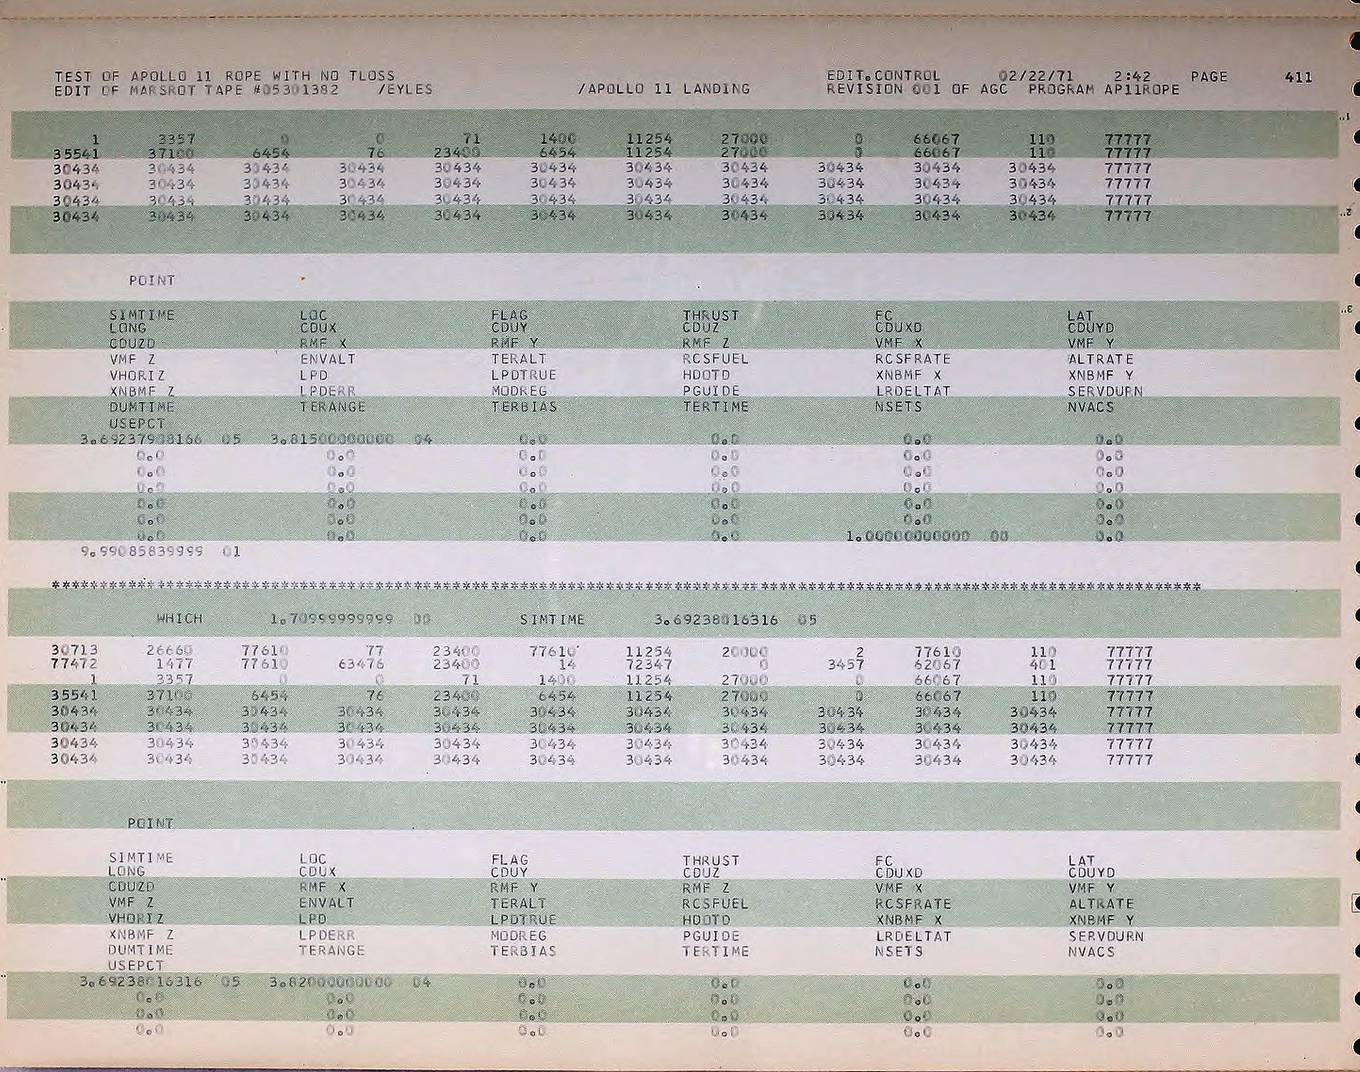 TEST OF APOLLO 11 ROPE WITH NO TLOSS EDIT.CONTROL 02/22/71 2:42 PAGE 411
EDIT OF MARSROT TAPE #05301382 /EYLES /APOLLO 11 LANDING REVISION 001 OF AGC PROGRAM AP11ROPE
1 3357 0 0 71 1400 11254 27000 0 66067 110 77777
35541 37100 6454 76 23400 6454 11254 27000 0 66067 110 77777
30434 30434 30434 30434 30434 30434 30434 30434 30434 30434 30434 77777
30434 30434 30434 30434 30434 30434 30434 30434 30434 30434 30434 77777
30434 30434 30434 30434 30434 30434 30434 30434 30434 30434 30434 77777
30434 30434 30434 30434 30434 30434 30434 30434 30434 30434 30434 77777
POINT
SIMTIME LOC FLAG THRUST FC LAT
LONG CDUX CDUY CDUZ CDUXD CDUYD
CDUZD RMF X RMF Y RMF Z VMF X VMF Y
VMF Z ENVALT TERALT RCSFUEL RCSFRATE ALTRATE
VHORIZ LPD LPDTRUE HDOTD XNBMF X XNBMF Y
XNBMF Z LPDERR MODREG PGUIDE LRDELTAT SERVDURN
DUMTIME TERANGE TERBIAS TERTIME NSETS NVACS
USEPCT
3.69237908166 05 3.81500000000 04 0.0 0.0 0.0 0.0
0.0 0.0 0.0 0.0 0.0 0.0
0.0 0.0 0.0 0.0 0.0 0.0
0.0 0.0 0.0 0.0 0.0 0.0
0.0 0.0 0.0 0.0 0.0 0.0
0.0 0.0 0.0 0.0 0.0 0.0
0.0 0.0 0.0 0.0 1.00000000000 00 0.0
9.99085839999 01
************************************************************************************************************************
WHICH 1.70999999999 00 SIMTIME 3.69238016316 05
30713 26660 77610 77 23400 77610 11254 20000 2 77610 110 77777
77472 1477 77610 63476 23400 14 72347 0 3457 62067 401 77777
1 3357 0 0 71 1400 11254 27000 0 66067 110 77777
35541 37100 6454 76 23400 6454 11254 27000 0 66067 110 77777
30434 30434 30434 30434 30434 30434 30434 30434 30434 30434 30434 77777
30434 30434 30434 30434 30434 30434 30434 30434 30434 30434 30434 77777
30434 30434 30434 30434 30434 30434 30434 30434 30434 30434 30434 77777
30434 30434 30434 30434 30434 30434 30434 30434 30434 30434 30434 77777
POINT
SIMTIME LOC FLAG THRUST FC LAT
LONG CDUX CDUY CDUZ CDUXD CDUYD
CDUZD RMF X RMF Y RMF Z VMF X VMF Y
VMF Z ENVALT TERALT RCSFUEL RCSFRATE ALTRATE
VHORIZ LPD LPDTRUE HDOTD XNBMF X XNBMF Y
XNBMF Z LPDERR MODREG PGUIDE LRDELTAT SERVDURN
DUMTIME TERANGE TERBIAS TERTIME NSETS NVACS
USEPCT
3.69238016316 05 3.82000000000 04 0.0 0.0 0.0 0.0
0.0 0.0 0.0 0.0 0.0 0.0
0.0 0.0 0.0 0.0 0.0 0.0
0.0 0.0 0.0 0.0 0.0 0.0